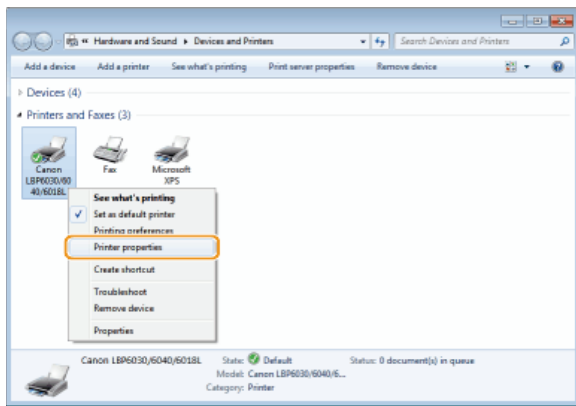 « Hardware and Sound ▸ Devices and Printers
Search Devices and Printers
Add a device Add a printer See what's printing Print server properties Remove device
Devices (4)
Printers and Faxes (3)
Canon
LBP6030/60
40/6018L
Fax
Microsoft
XPS
See what's printing
Set as default printer
Printing preferences
Printer properties
Create shortcut
Troubleshoot
Remove device
Properties
Canon LBP6030/6040/6018L State: Default Status: 0 document(s) in queue
Model: Canon LBP6030/6040/6...
Category: Printer